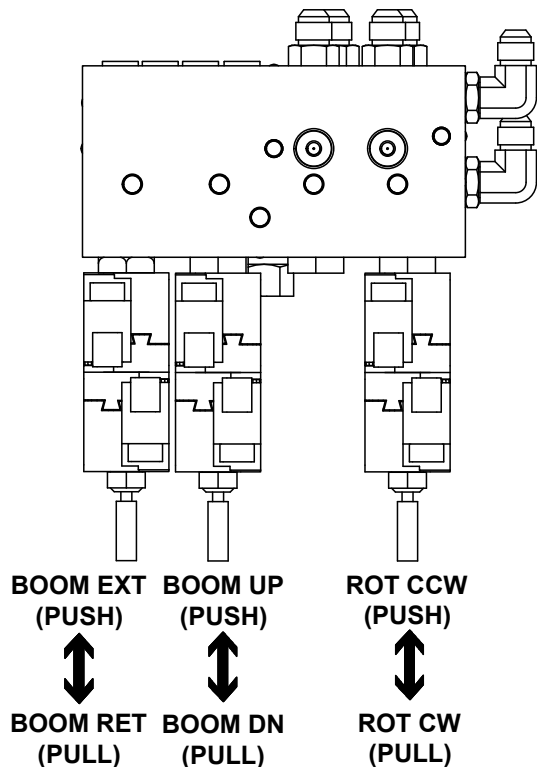 BOOM EXT
(PUSH)
BOOM RET
(PULL)
BOOM UP
(PUSH)
BOOM DN
(PULL)
ROT CCW
(PUSH)
ROT CW
(PULL)